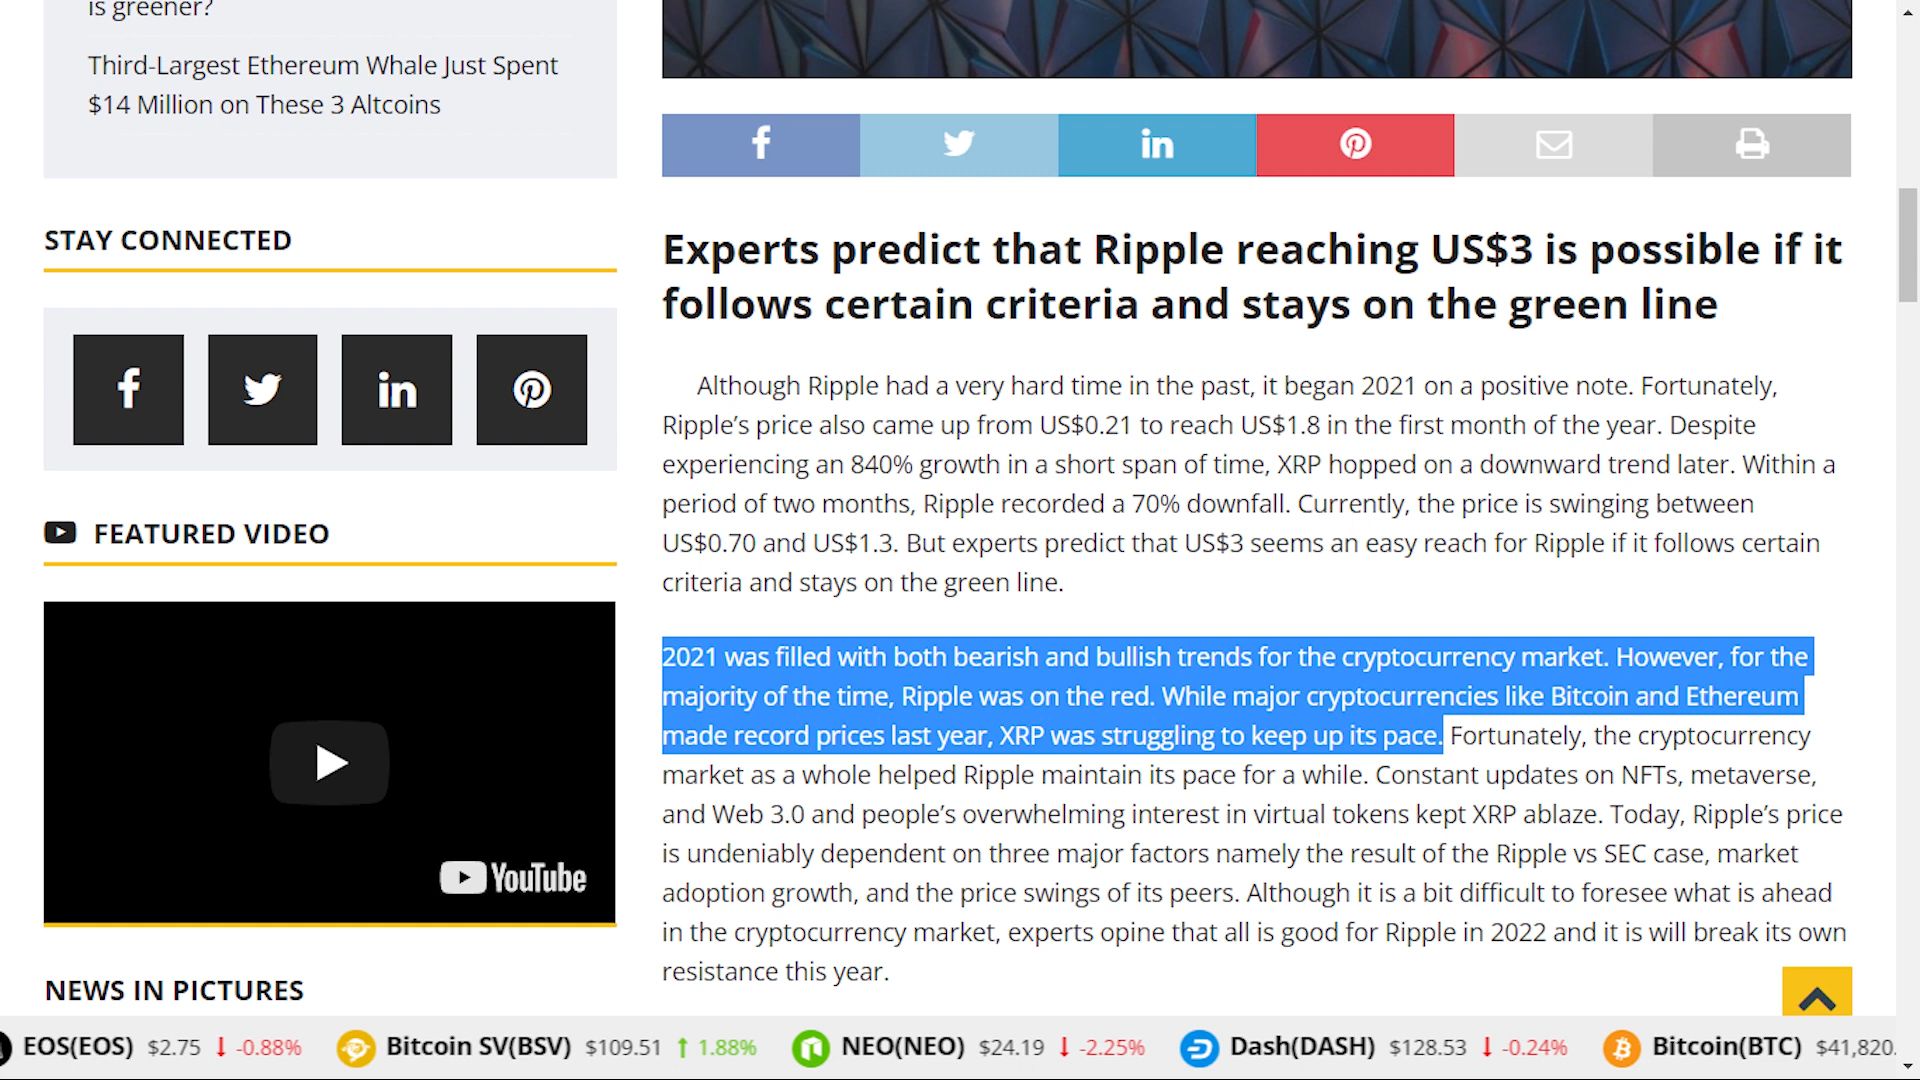 is greener?
Third-Largest Ethereum Whale Just Spent
$14 Million on These 3 Altcoins
STAY CONNECTED
FEATURED VIDEO
YouTube
NEWS IN PICTURES
Experts predict that Ripple reaching US$3 is possible if it
follows certain criteria and stays on the green line
Although Ripple had a very hard time in the past, it began 2021 on a positive note. Fortunately,
Ripple’s price also came up from US$0.21 to reach US$1.8 in the first month of the year. Despite
experiencing an 840% growth in a short span of time, XRP hopped on a downward trend later. Within a
period of two months, Ripple recorded a 70% downfall. Currently, the price is swinging between
US$0.70 and US$1.3. But experts predict that US$3 seems an easy reach for Ripple if it follows certain
criteria and stays on the green line.
2021 was filled with both bearish and bullish trends for the cryptocurrency market. However, for the
majority of the time, Ripple was on the red. While major cryptocurrencies like Bitcoin and Ethereum
made record prices last year, XRP was struggling to keep up its pace. Fortunately, the cryptocurrency
market as a whole helped Ripple maintain its pace for a while. Constant updates on NFTs, metaverse,
and Web 3.0 and people’s overwhelming interest in virtual tokens kept XRP ablaze. Today, Ripple’s price
is undeniably dependent on three major factors namely the result of the Ripple vs SEC case, market
adoption growth, and the price swings of its peers. Although it is a bit difficult to foresee what is ahead
in the cryptocurrency market, experts opine that all is good for Ripple in 2022 and it is will break its own
resistance this year.
EOS(EOS) $2.75 ↓ -0.88% Bitcoin SV(BSV) $109.51 ↑ 1.88% NEO(NEO) $24.19 ↓ -2.25% Dash(DASH) $128.53 ↓ -0.24% Bitcoin(BTC) $41,820.